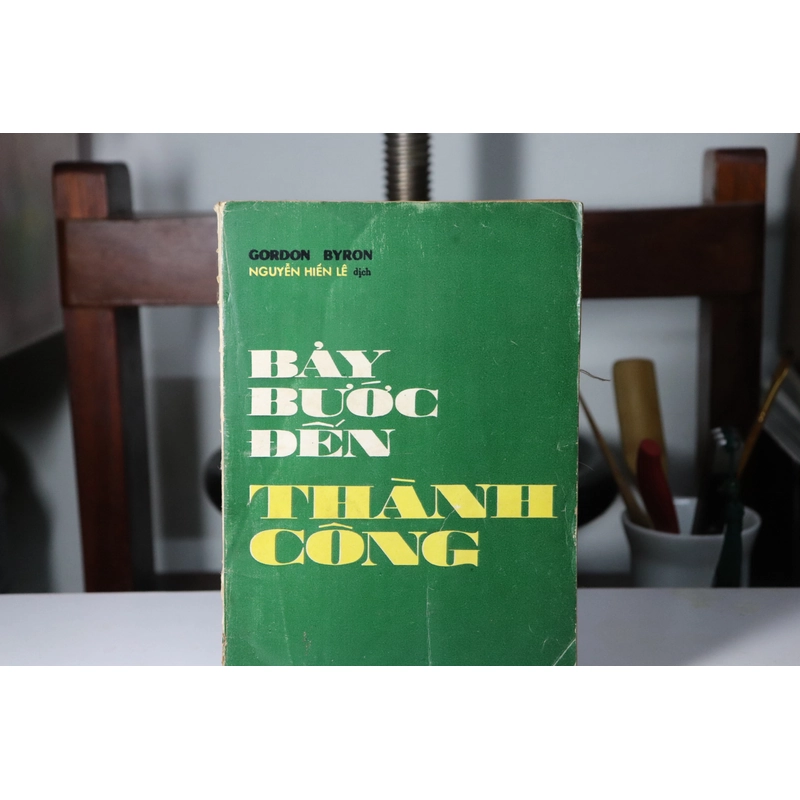 GORDON BYRON
NGUYỄN HIẾN LÊ dịch
BẢY
BƯỚC
ĐẾN
THÀNH
CÔNG